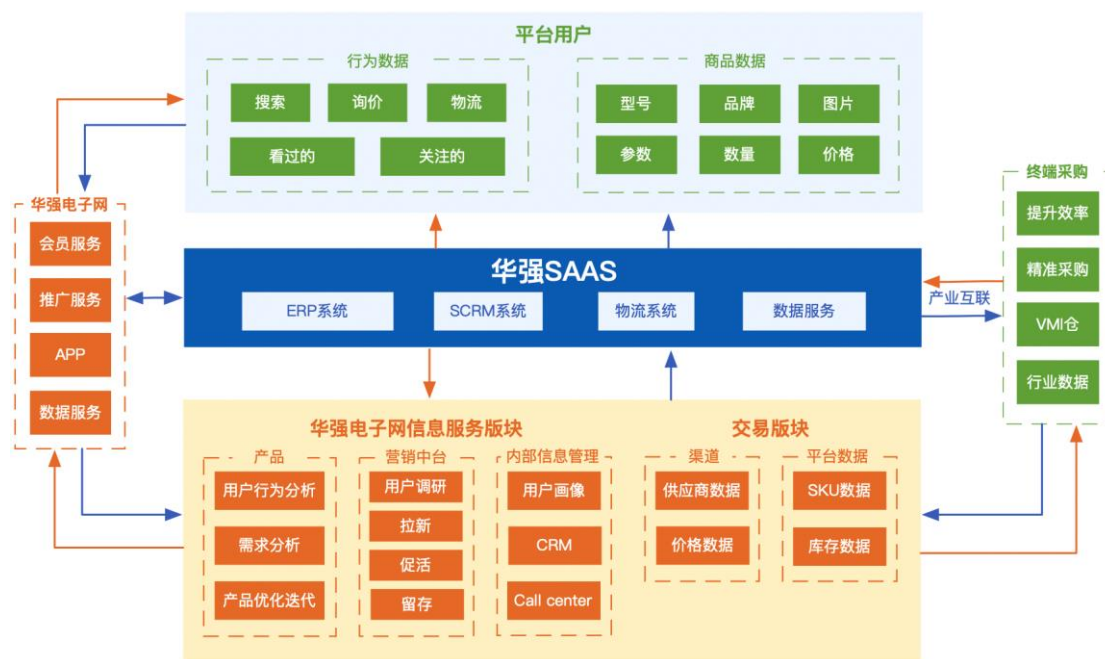 平台用户
行为数据
商品数据
搜索
询价
物流
型号
品牌
图片
看过的
关注的
参数
数量
价格
华强电子网
会员服务
推广服务
APP
数据服务
华强SAAS
ERP系统
SCRM系统
物流系统
数据服务
产业互联
终端采购
提升效率
精准采购
VMI仓
行业数据
华强电子网信息服务版块
交易版块
产品
用户行为分析
需求分析
产品优化迭代
营销中台
用户调研
拉新
促活
留存
内部信息管理
用户画像
CRM
Call center
渠道
供应商数据
价格数据
平台数据
SKU数据
库存数据